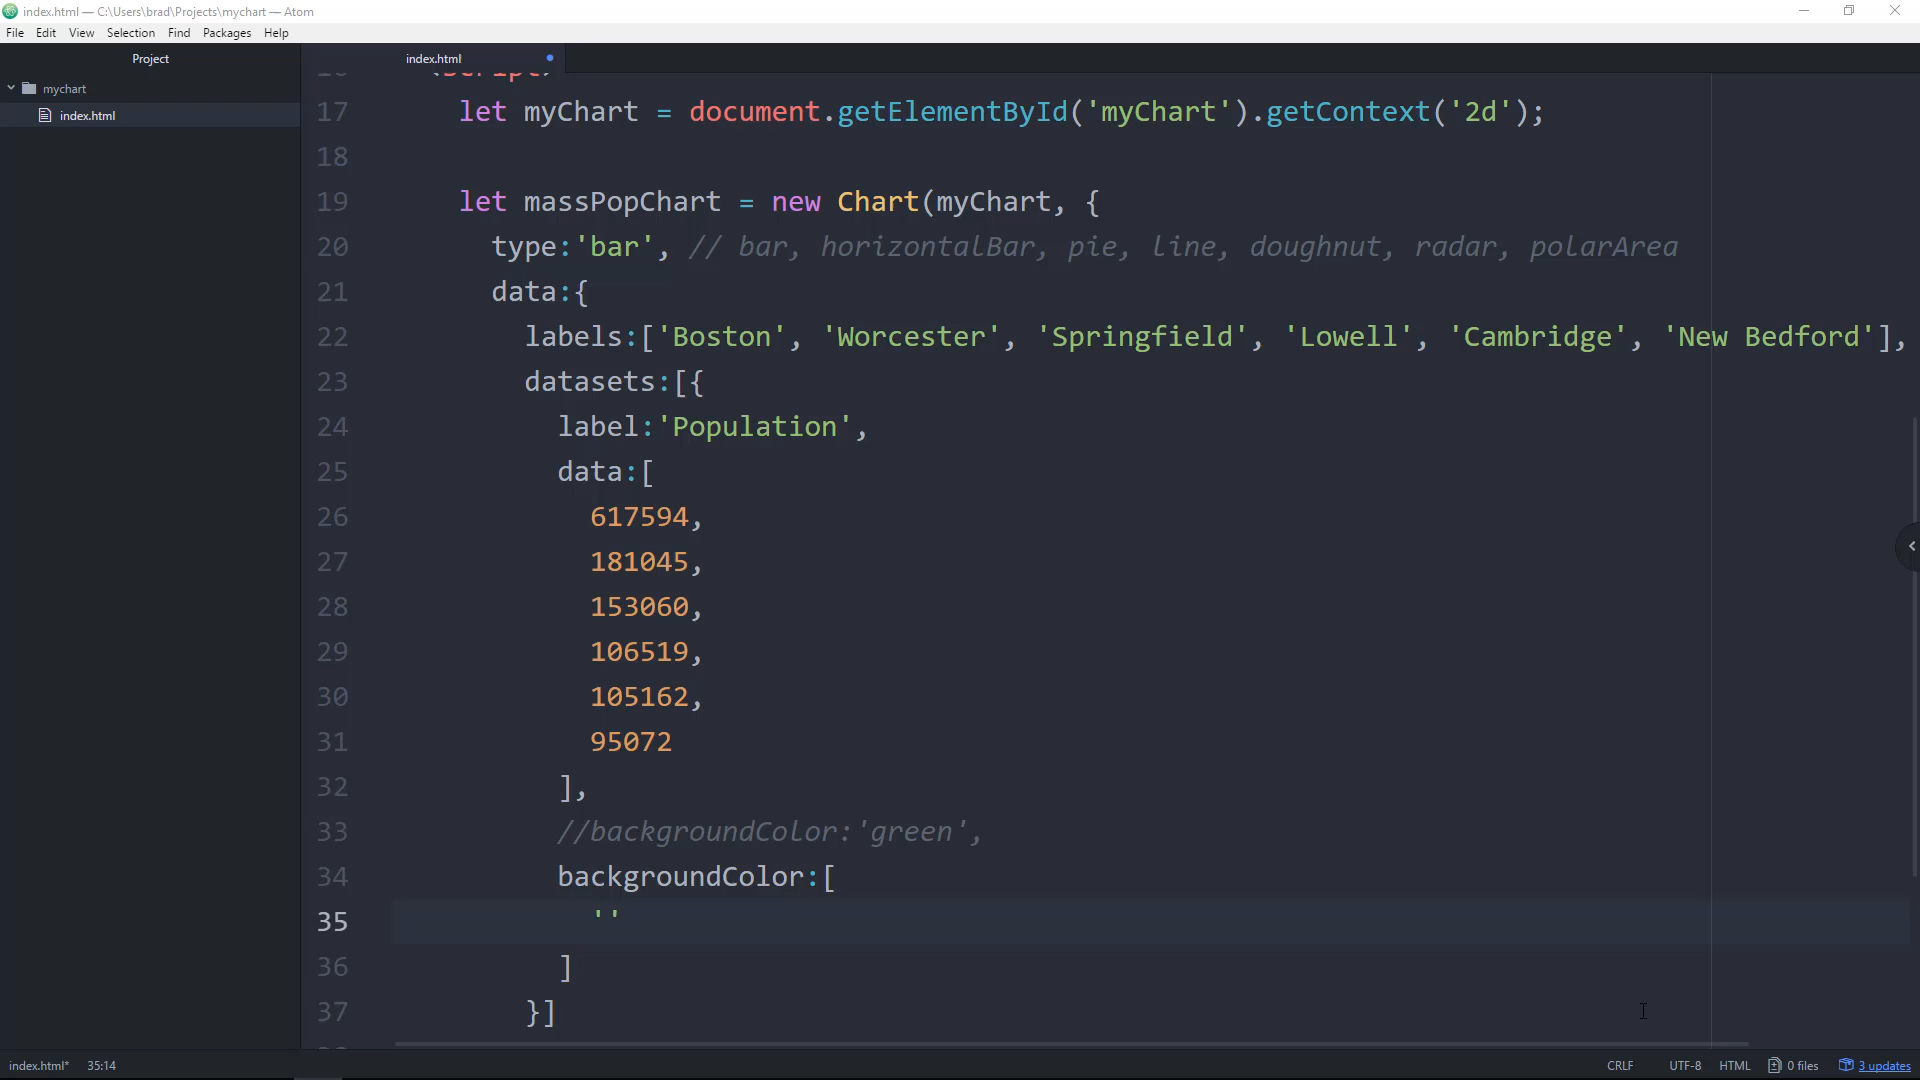 index.html — C:\Users\brad\Projects\mychart — Atom
File Edit View Selection Find Packages Help
Project
index.html
mychart
index.html
17 let myChart = document.getElementById('myChart').getContext('2d');
18
19 let massPopChart = new Chart(myChart, {
20 type:'bar', // bar, horizontalBar, pie, line, doughnut, radar, polarArea
21 data:{
22 labels:['Boston', 'Worcester', 'Springfield', 'Lowell', 'Cambridge', 'New Bedford'],
23 datasets:[{
24 label:'Population',
25 data:[
26 617594,
27 181045,
28 153060,
29 106519,
30 105162,
31 95072
32 ],
33 //backgroundColor:'green',
34 backgroundColor:[
35 ''
36 ]
37 }]
index.html* 35:14 CRLF UTF-8 HTML 0 files 3 updates